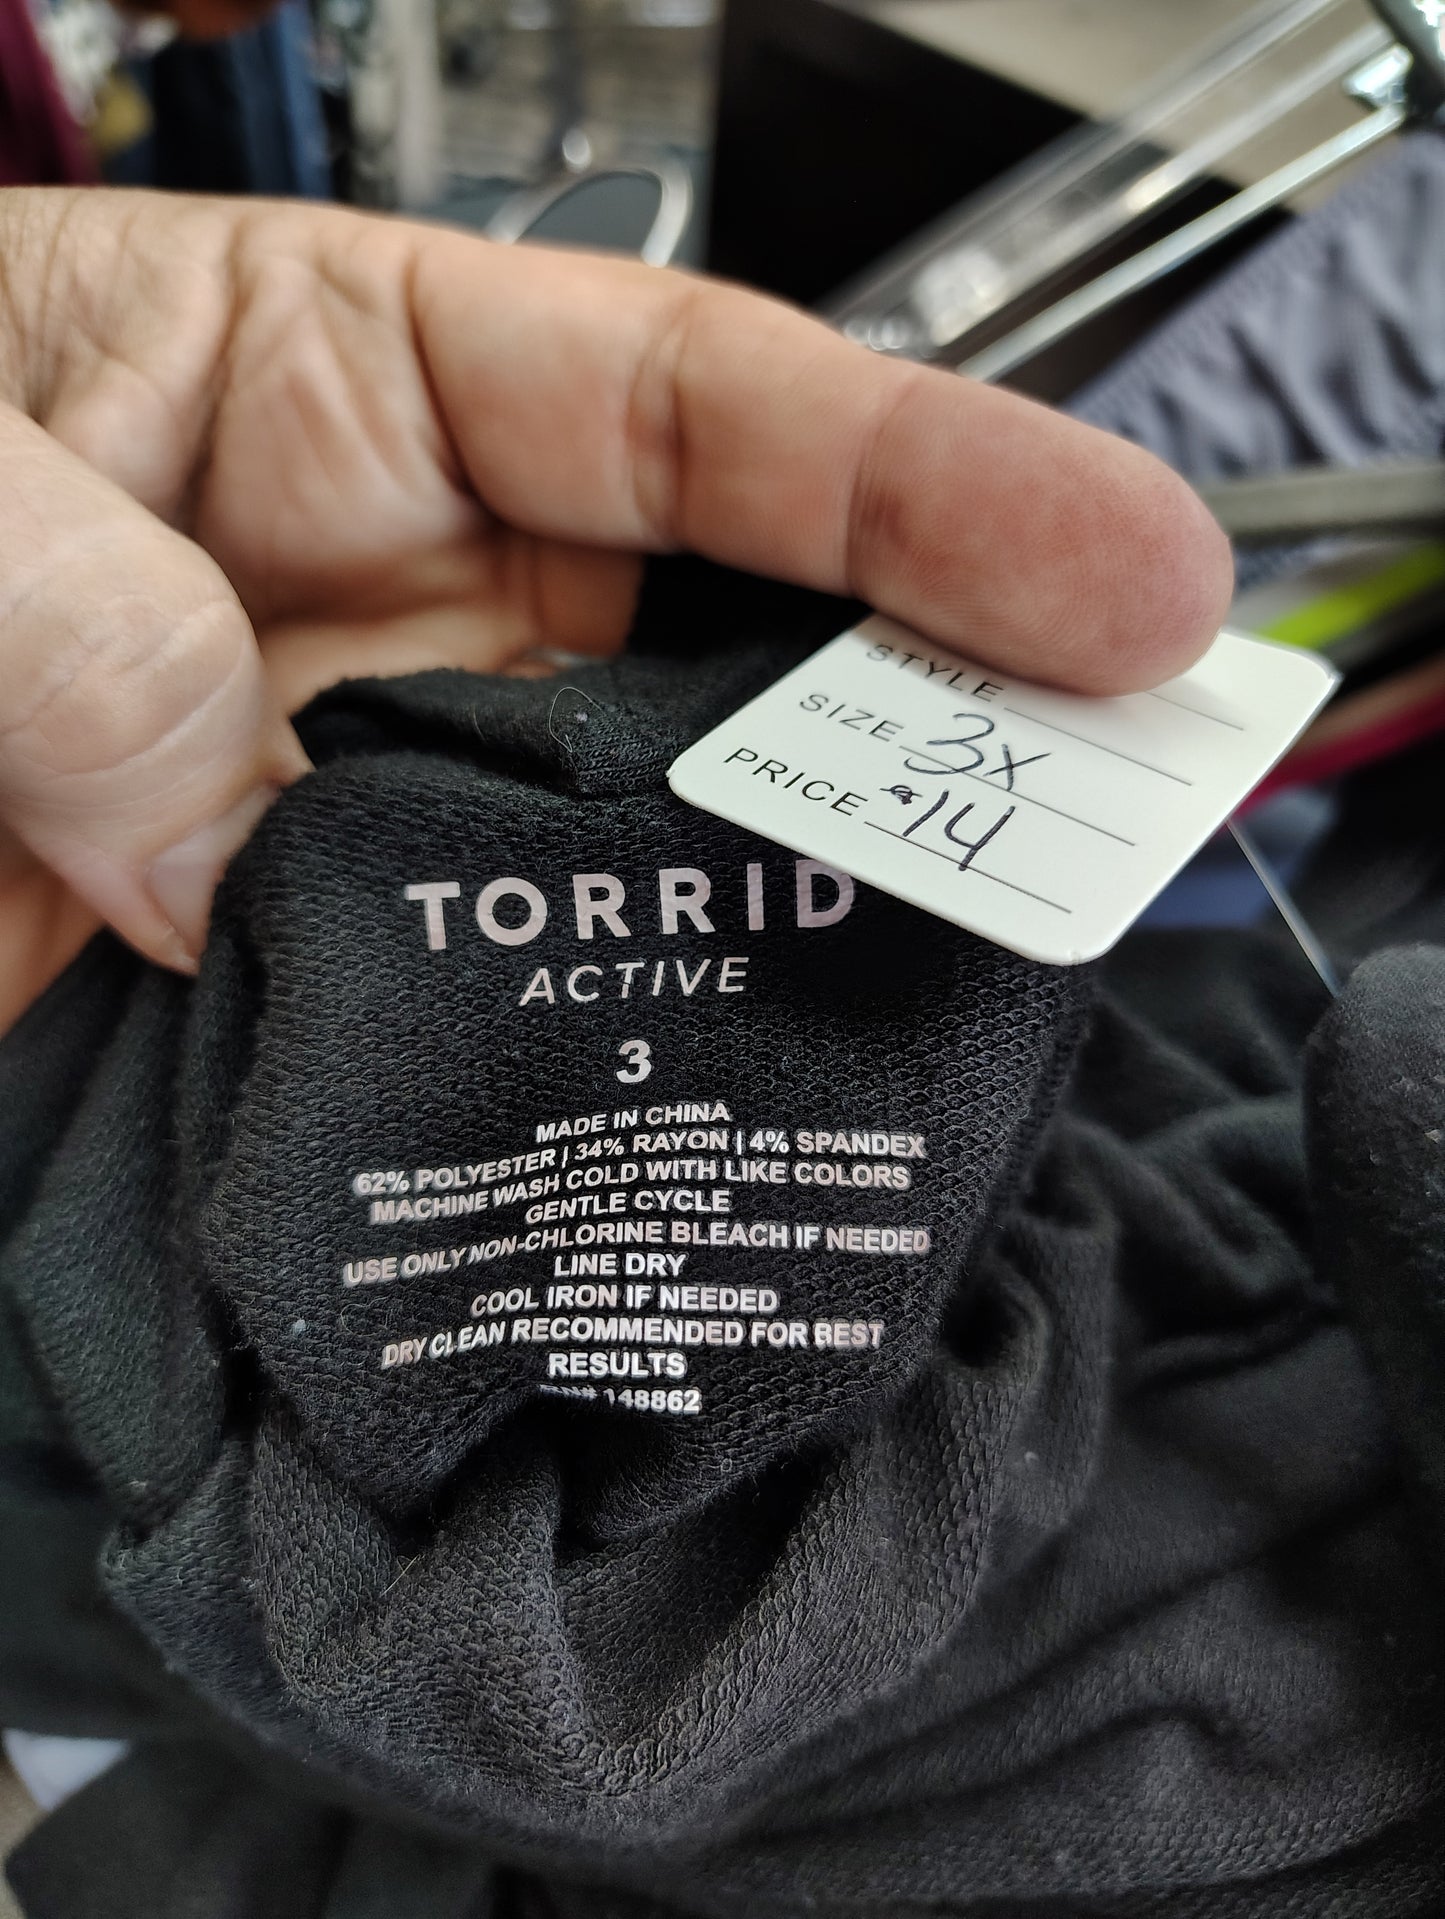 STYLE
SIZE 3X
PRICE $14
TORRID
ACTIVE
3
MADE IN CHINA
62% POLYESTER | 34% RAYON | 4% SPANDEX
MACHINE WASH COLD WITH LIKE COLORS
GENTLE CYCLE
USE ONLY NON-CHLORINE BLEACH IF NEEDED
LINE DRY
COOL IRON IF NEEDED
DRY CLEAN RECOMMENDED FOR BEST
RESULTS
RN# 148862